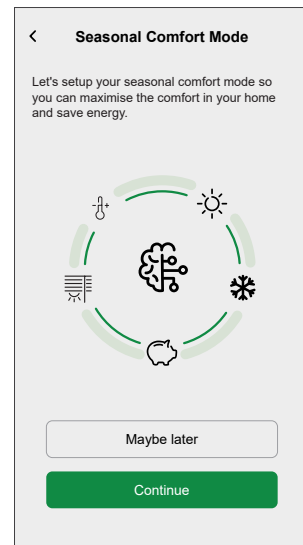 Seasonal Comfort Mode
Let's setup your seasonal comfort mode so
you can maximise the comfort in your home
and save energy.
Maybe later
Continue